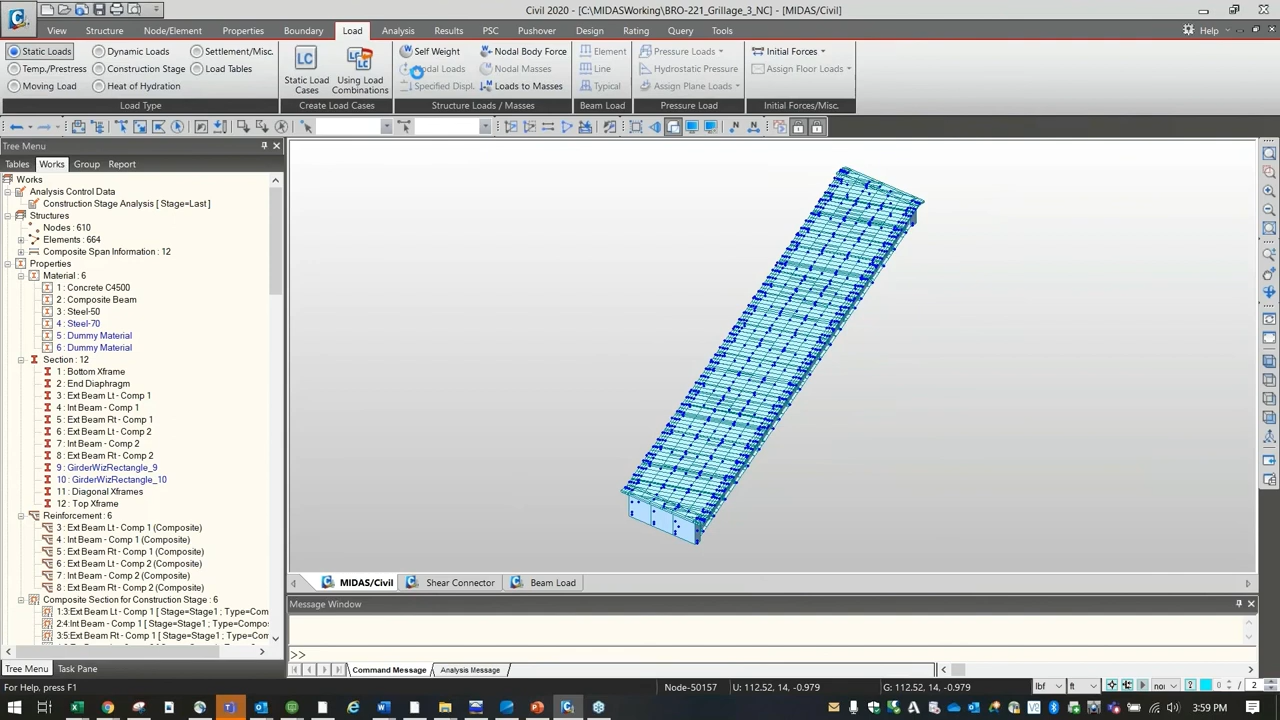 Civil 2020 - [C:\MIDASWorking\BRO-221_Grillage_3_NC] - [MIDAS/Civil]
View Structure Node/Element Properties Boundary Load Analysis Results PSC Pushover Design Rating Query Tools Help
Static Loads Dynamic Loads Settlement/Misc.
Temp./Prestress Construction Stage Load Tables
Moving Load Heat of Hydration
Load Type
Static Load Cases
Using Load Combinations
Create Load Cases
Self Weight Nodal Body Force
Nodal Loads Nodal Masses
Specified Displ. Loads to Masses
Structure Loads / Masses
Element
Line
Typical
Beam Load
Pressure Loads
Hydrostatic Pressure
Assign Plane Loads
Pressure Load
Initial Forces
Assign Floor Loads
Initial Forces/Misc.
Tree Menu
Tables Works Group Report
Works
Analysis Control Data
Construction Stage Analysis [ Stage=Last ]
Structures
Nodes : 610
Elements : 664
Composite Span Information : 12
Properties
Material : 6
1 : Concrete C4500
2 : Composite Beam
3 : Steel-50
4 : Steel-70
5 : Dummy Material
6 : Dummy Material
Section : 12
1 : Bottom Xframe
2 : End Diaphragm
3 : Ext Beam Lt - Comp 1
4 : Int Beam - Comp 1
5 : Ext Beam Rt - Comp 1
6 : Ext Beam Lt - Comp 2
7 : Int Beam - Comp 2
8 : Ext Beam Rt - Comp 2
9 : GirderWizRectangle_9
10 : GirderWizRectangle_10
11 : Diagonal Xframes
12 : Top Xframe
Reinforcement : 6
3 : Ext Beam Lt - Comp 1 (Composite)
4 : Int Beam - Comp 1 (Composite)
5 : Ext Beam Rt - Comp 1 (Composite)
6 : Ext Beam Lt - Comp 2 (Composite)
7 : Int Beam - Comp 2 (Composite)
8 : Ext Beam Rt - Comp 2 (Composite)
Composite Section for Construction Stage : 6
1:3:Ext Beam Lt - Comp 1 [ Stage=Stage1 ; Type=Com
2:4:Int Beam - Comp 1 [ Stage=Stage1 ; Type=Compos
3:5:Ext Beam Rt - Comp 1 [ Stage=Stage1 ; Type=Com
Tree Menu Task Pane
MIDAS/Civil Shear Connector Beam Load
Message Window
>>
Command Message Analysis Message
For Help, press F1 Node-50157 U: 112.52, 14, -0.979 G: 112.52, 14, -0.979 lbf ft non 0 / 2
3:59 PM